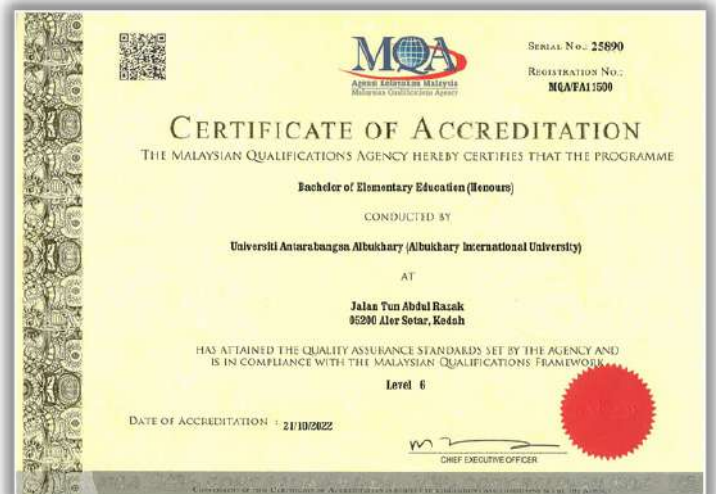 MQA
Agensi Kelayakan Malaysia
Malaysian Qualifications Agency
SERIAL NO.: 25890
REGISTRATION NO.:
MQA/FA11500
CERTIFICATE OF ACCREDITATION
THE MALAYSIAN QUALIFICATIONS AGENCY HEREBY CERTIFIES THAT THE PROGRAMME
Bachelor of Elementary Education (Honours)
CONDUCTED BY
Universiti Antarabangsa Albukhary (Albukhary International University)
AT
Jalan Tun Abdul Razak
05200 Alor Setar, Kedah
HAS ATTAINED THE QUALITY ASSURANCE STANDARDS SET BY THE AGENCY AND
IS IN COMPLIANCE WITH THE MALAYSIAN QUALIFICATIONS FRAMEWORK
Level 6
DATE OF ACCREDITATION : 21/10/2022
CHIEF EXECUTIVE OFFICER